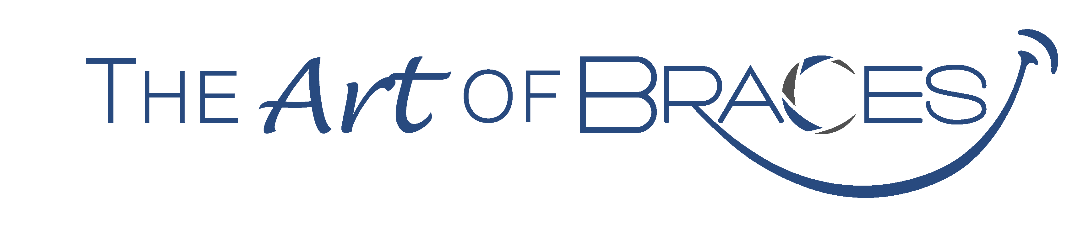 THE Art OF BRACES